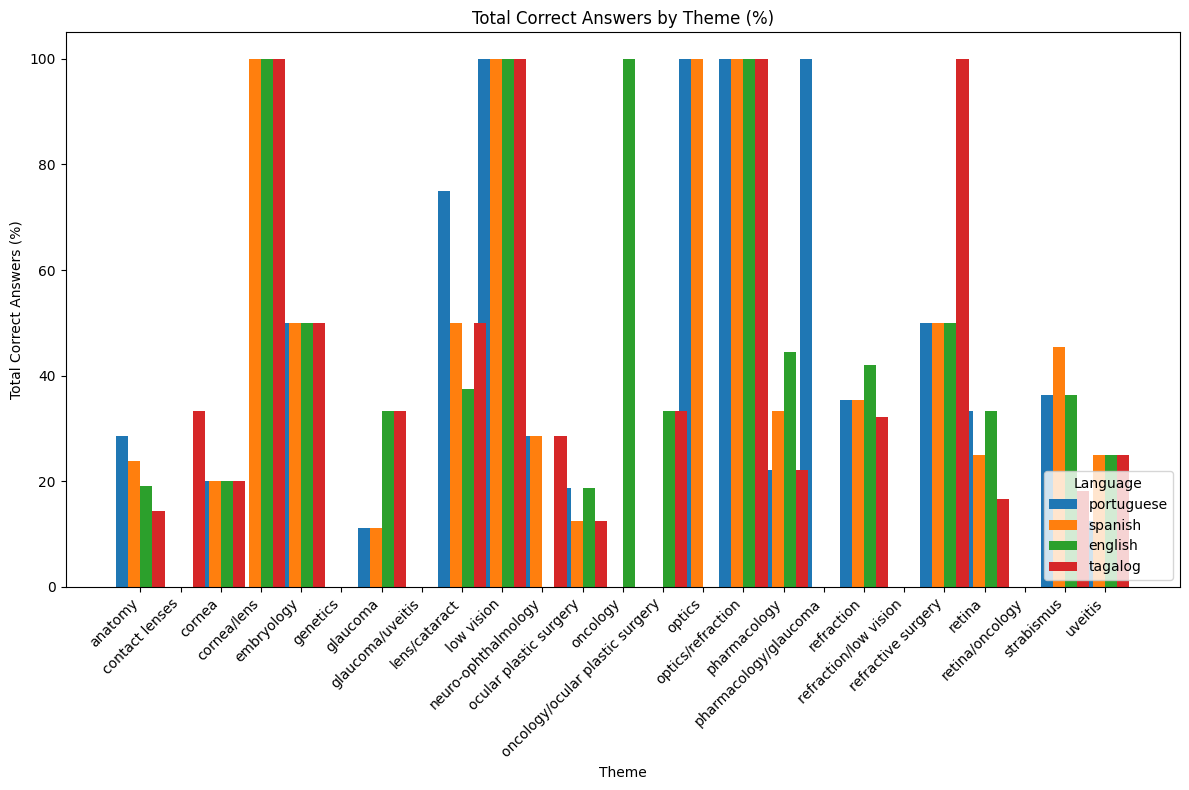 Total Correct Answers by Theme (%)
Total Correct Answers (%)
100
80
60
40
20
0
anatomy
contact lenses
cornea
cornea/lens
embryology
genetics
glaucoma
glaucoma/uveitis
lens/cataract
low vision
neuro-ophthalmology
ocular plastic surgery
oncology
oncology/ocular plastic surgery
optics
optics/refraction
pharmacology
pharmacology/glaucoma
refraction
refraction/low vision
refractive surgery
retina
retina/oncology
strabismus
uveitis
Theme
Language
portuguese
spanish
english
tagalog